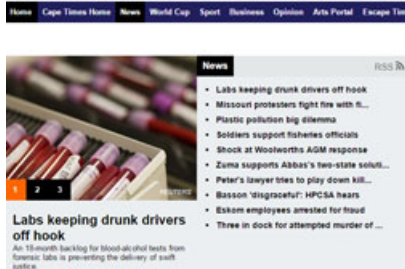 Home Cape Times Home News World Cup Sport Business Opinion Arts Portal Escape Tim
News
RSS
Labs keeping drunk drivers off hook
Missouri protesters fight fire with fi...
Plastic pollution big dilemma
Soldiers support fisheries officials
Shock at Woolworths AGM response
Zuma supports Abbas's two-state soluti...
Peter's lawyer tries to play down kill...
Basson 'disgraceful': HPCSA hears
Eskom employees arrested for fraud
Three in dock for attempted murder of ...
1 2 3
REUTERS
Labs keeping drunk drivers
off hook
An 18-month backlog for blood-alcohol tests from
forensic labs is preventing the delivery of swift
justice